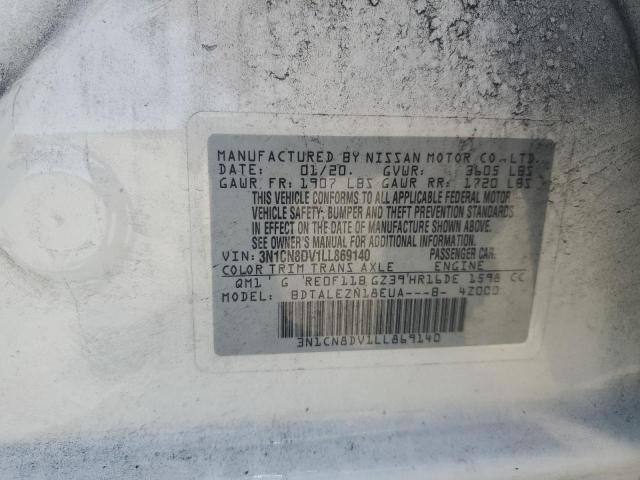 MANUFACTURED BY NISSAN MOTOR CO., LTD.
DATE: 01/20. GVWR: 3605 LBS
GAWR FR: 1907 LBS GAWR RR: 1720 LBS
THIS VEHICLE CONFORMS TO ALL APPLICABLE FEDERAL MOTOR
VEHICLE SAFETY, BUMPER AND THEFT PREVENTION STANDARDS
IN EFFECT ON THE DATE OF MANUFACTURE SHOWN ABOVE.
SEE OWNER'S MANUAL OR FOR MORE INFORMATION.
VIN: 3N1CN8DV1LL869140 PASSENGER CAR.
COLOR TRIM TRANS AXLE ENGINE
QM1 G RE0F11B GZ39 HR16DE 1598 CC
MODEL: BDTALEZN18EUA---B- 4Z000
3N1CN8DV1LL869140